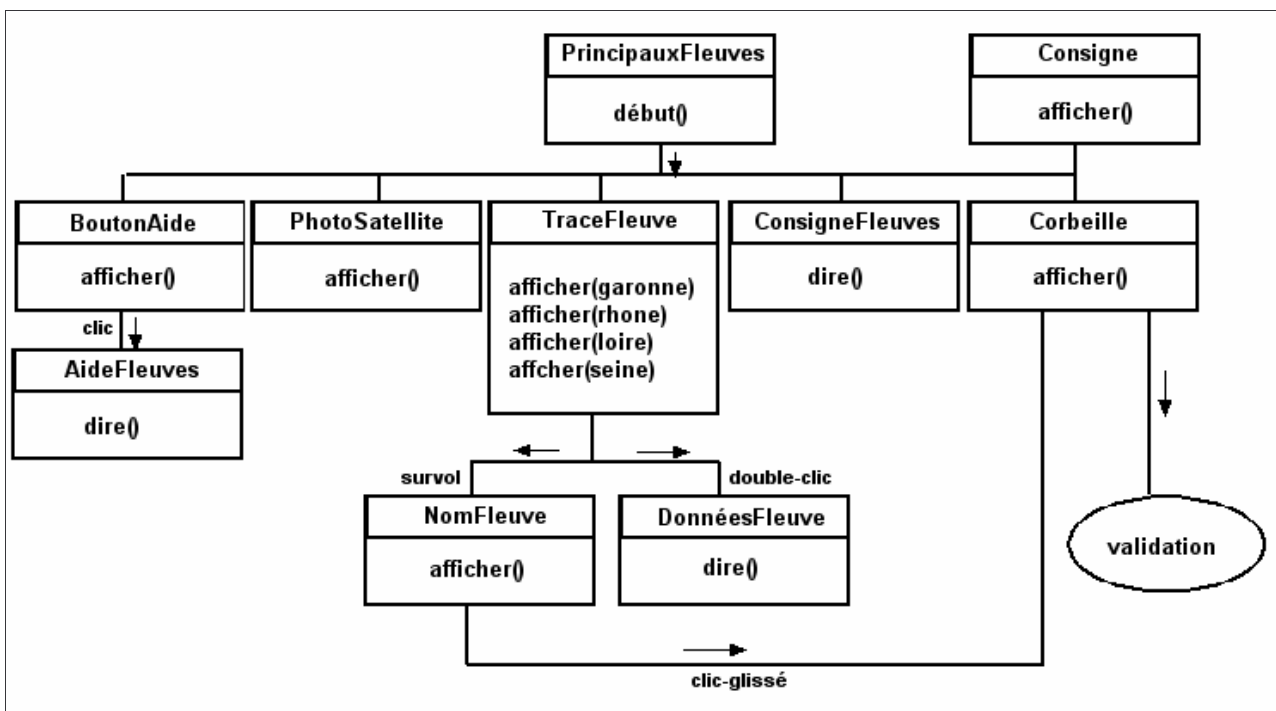 PrincipauxFleuves
début()
Consigne
afficher()
BoutonAide
afficher()
PhotoSatellite
afficher()
TraceFleuve
afficher(garonne)
afficher(rhone)
afficher(loire)
affcher(seine)
ConsigneFleuves
dire()
Corbeille
afficher()
clic
AideFleuves
dire()
survol
double-clic
NomFleuve
afficher()
DonnéesFleuve
dire()
validation
clic-glissé